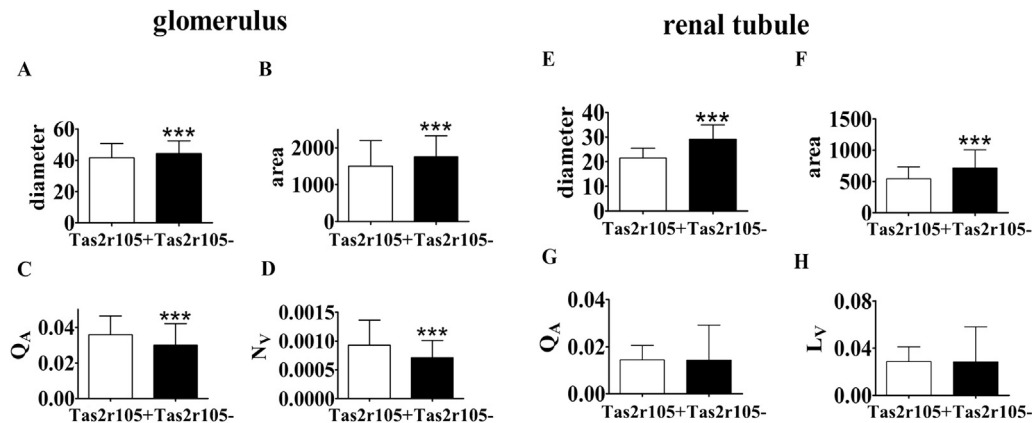 glomerulus
A
diameter
60
40
20
0
***
Tas2r105+Tas2r105-
B
area
2000
1000
0
***
Tas2r105+Tas2r105-
C
QA
0.04
0.02
0.00
***
Tas2r105+Tas2r105-
D
NV
0.0015
0.0010
0.0005
0.0000
***
Tas2r105+Tas2r105-
renal tubule
E
diameter
40
30
20
10
0
***
Tas2r105+Tas2r105-
F
area
1500
1000
500
0
***
Tas2r105+Tas2r105-
G
QA
0.04
0.02
0.00
Tas2r105+Tas2r105-
H
LV
0.08
0.04
0.00
Tas2r105+Tas2r105-